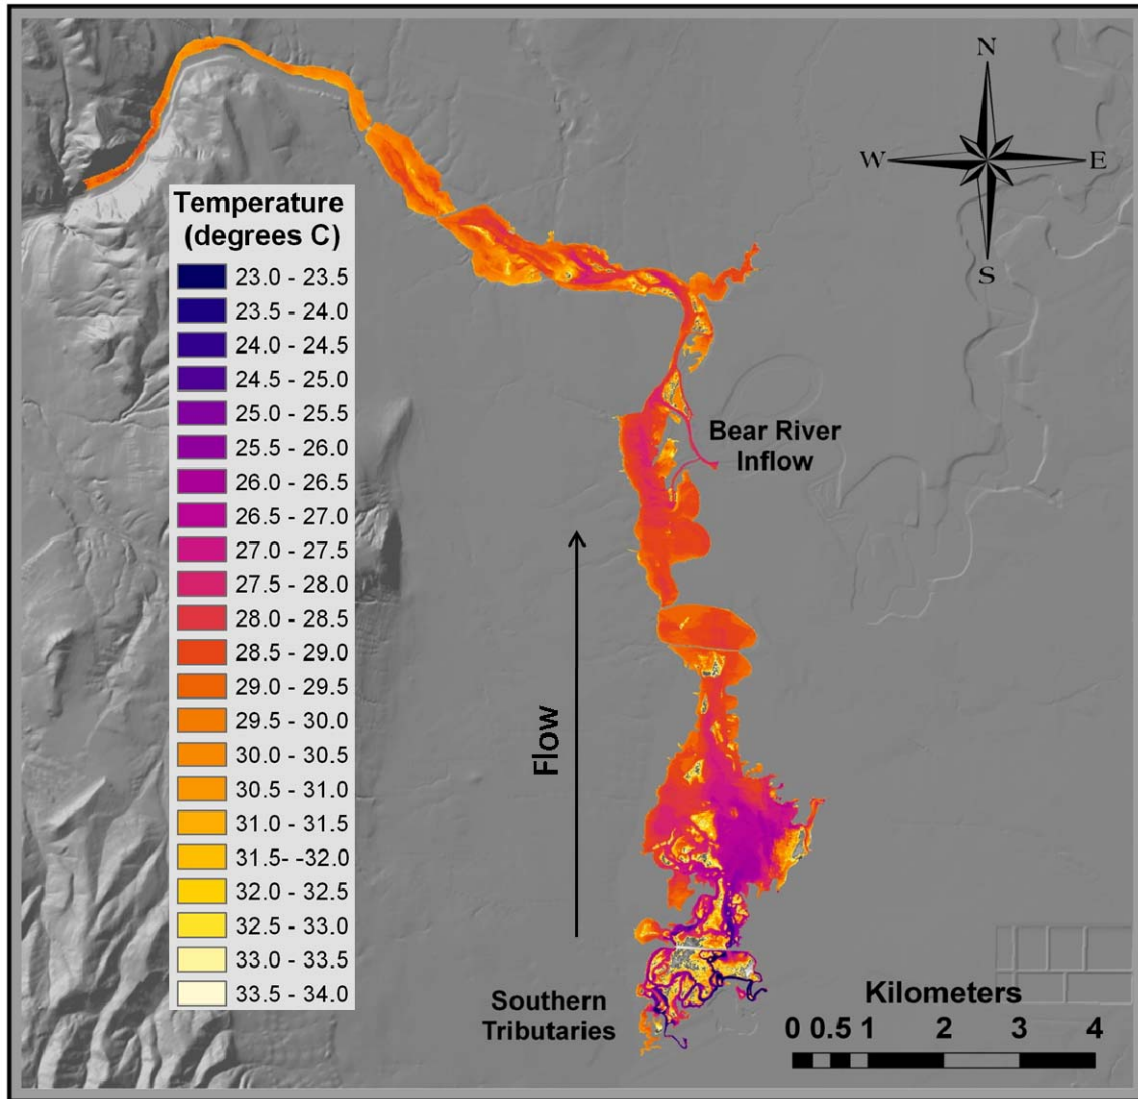 N
W
E
S
Temperature
(degrees C)
23.0 - 23.5
23.5 - 24.0
24.0 - 24.5
24.5 - 25.0
25.0 - 25.5
25.5 - 26.0
26.0 - 26.5
26.5 - 27.0
27.0 - 27.5
27.5 - 28.0
28.0 - 28.5
28.5 - 29.0
29.0 - 29.5
29.5 - 30.0
30.0 - 30.5
30.5 - 31.0
31.0 - 31.5
31.5- -32.0
32.0 - 32.5
32.5 - 33.0
33.0 - 33.5
33.5 - 34.0
Bear River
Inflow
Flow
Southern
Tributaries
Kilometers
0 0.5 1 2 3 4